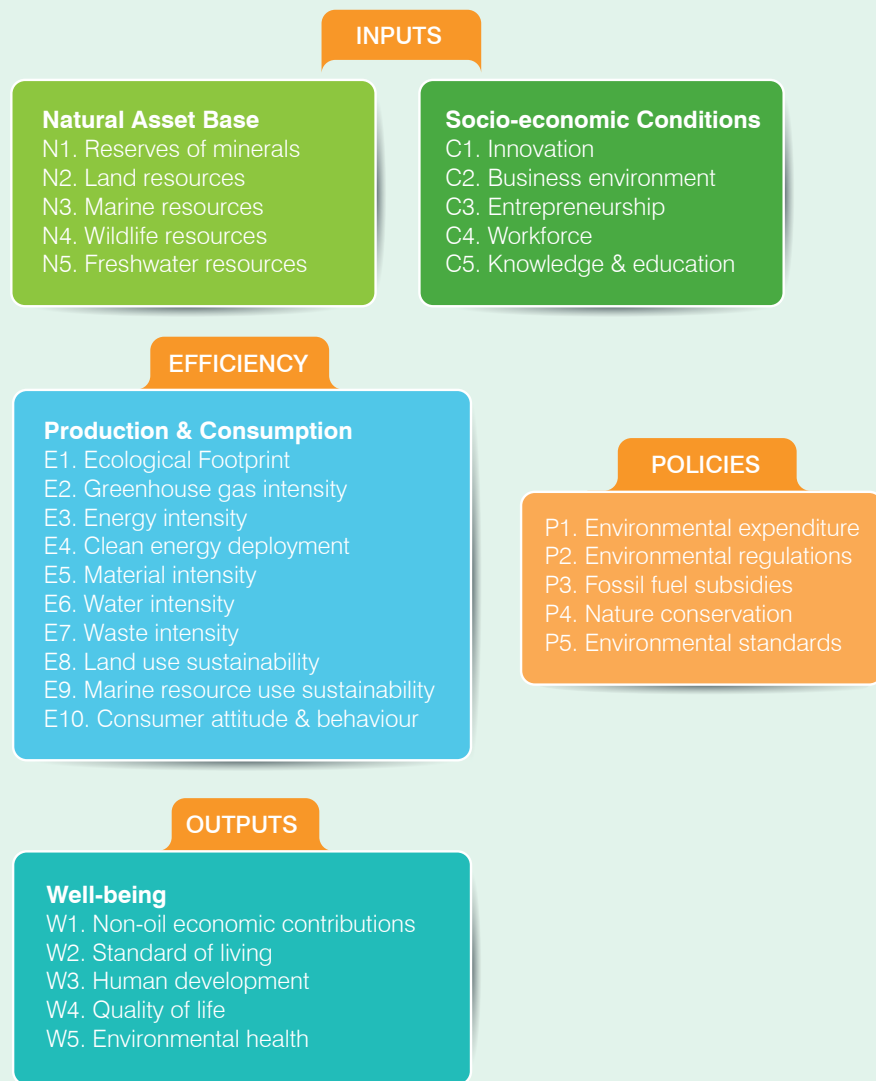 INPUTS
Natural Asset Base
N1. Reserves of minerals
N2. Land resources
N3. Marine resources
N4. Wildlife resources
N5. Freshwater resources
Socio-economic Conditions
C1. Innovation
C2. Business environment
C3. Entrepreneurship
C4. Workforce
C5. Knowledge & education
EFFICIENCY
Production & Consumption
E1. Ecological Footprint
E2. Greenhouse gas intensity
E3. Energy intensity
E4. Clean energy deployment
E5. Material intensity
E6. Water intensity
E7. Waste intensity
E8. Land use sustainability
E9. Marine resource use sustainability
E10. Consumer attitude & behaviour
POLICIES
P1. Environmental expenditure
P2. Environmental regulations
P3. Fossil fuel subsidies
P4. Nature conservation
P5. Environmental standards
OUTPUTS
Well-being
W1. Non-oil economic contributions
W2. Standard of living
W3. Human development
W4. Quality of life
W5. Environmental health